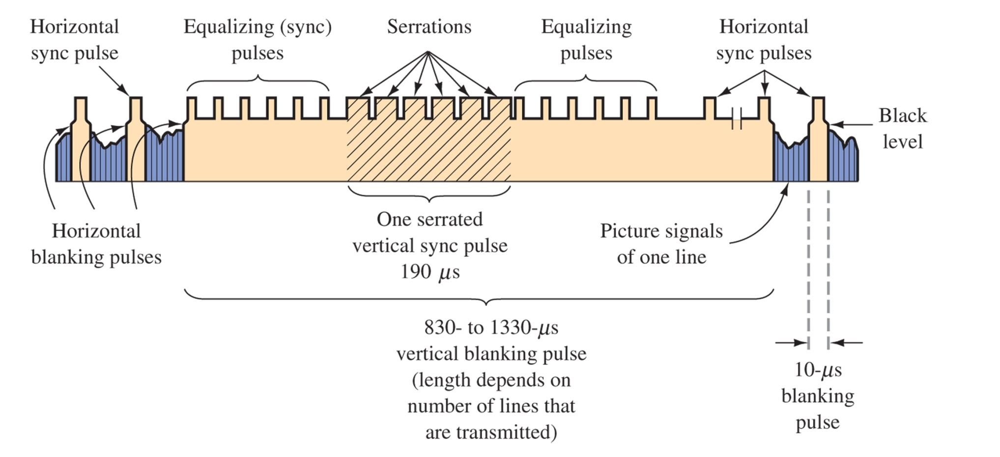 Horizontal
sync pulse
Equalizing (sync)
pulses
Serrations
Equalizing
pulses
Horizontal
sync pulses
Black
level
Horizontal
blanking pulses
One serrated
vertical sync pulse
190 μs
Picture signals
of one line
830- to 1330-μs
vertical blanking pulse
(length depends on
number of lines that
are transmitted)
10-μs
blanking
pulse